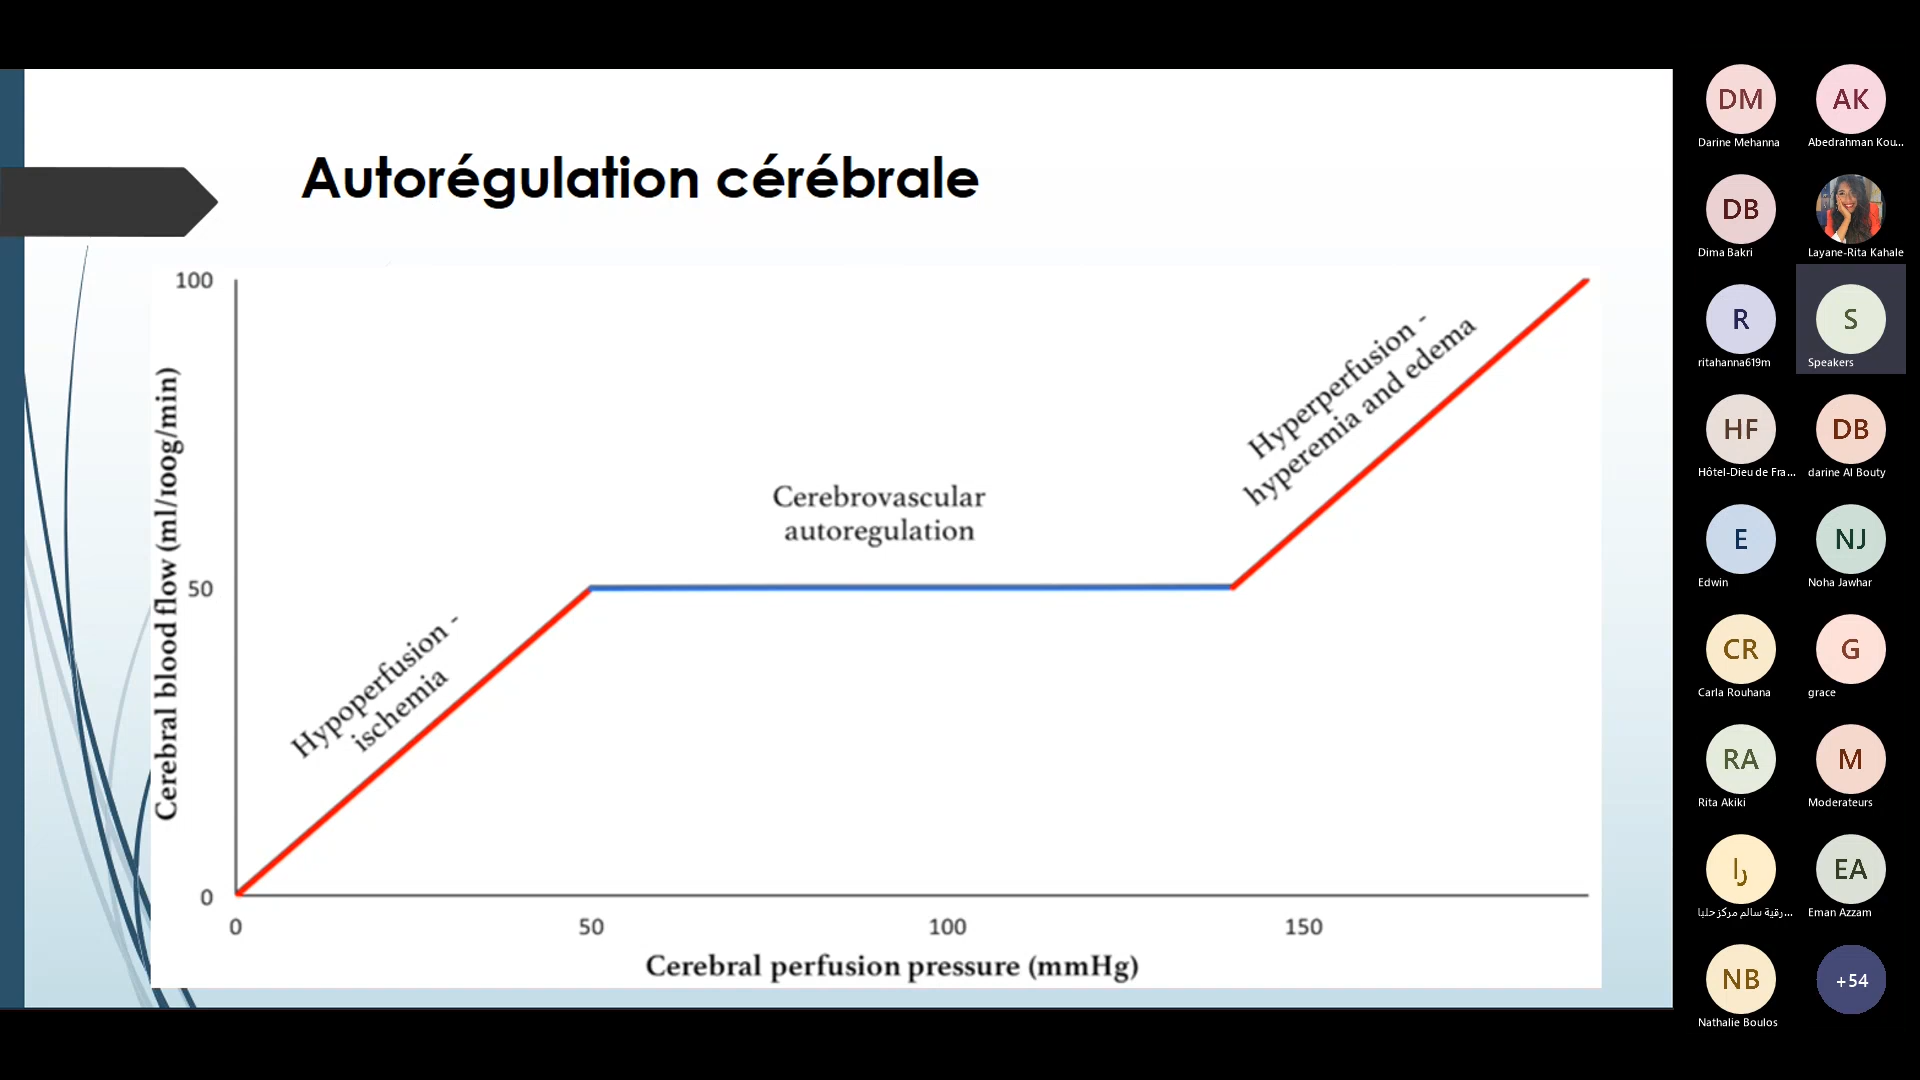 Autorégulation cérébrale
100
50
0
Cerebral blood flow (ml/100g/min)
Hypoperfusion -
ischemia
Cerebrovascular
autoregulation
Hyperperfusion -
hyperemia and edema
0
50
100
150
Cerebral perfusion pressure (mmHg)
DM
Darine Mehanna
AK
Abedrahman Kou...
DB
Dima Bakri
Layane-Rita Kahale
R
ritahanna619m
S
Speakers
HF
Hôtel-Dieu de Fra...
DB
darine Al Bouty
E
Edwin
NJ
Noha Jawhar
CR
Carla Rouhana
G
grace
RA
Rita Akiki
M
Moderateurs
را
رقية سالم مركز حلبا...
EA
Eman Azzam
NB
Nathalie Boulos
+54